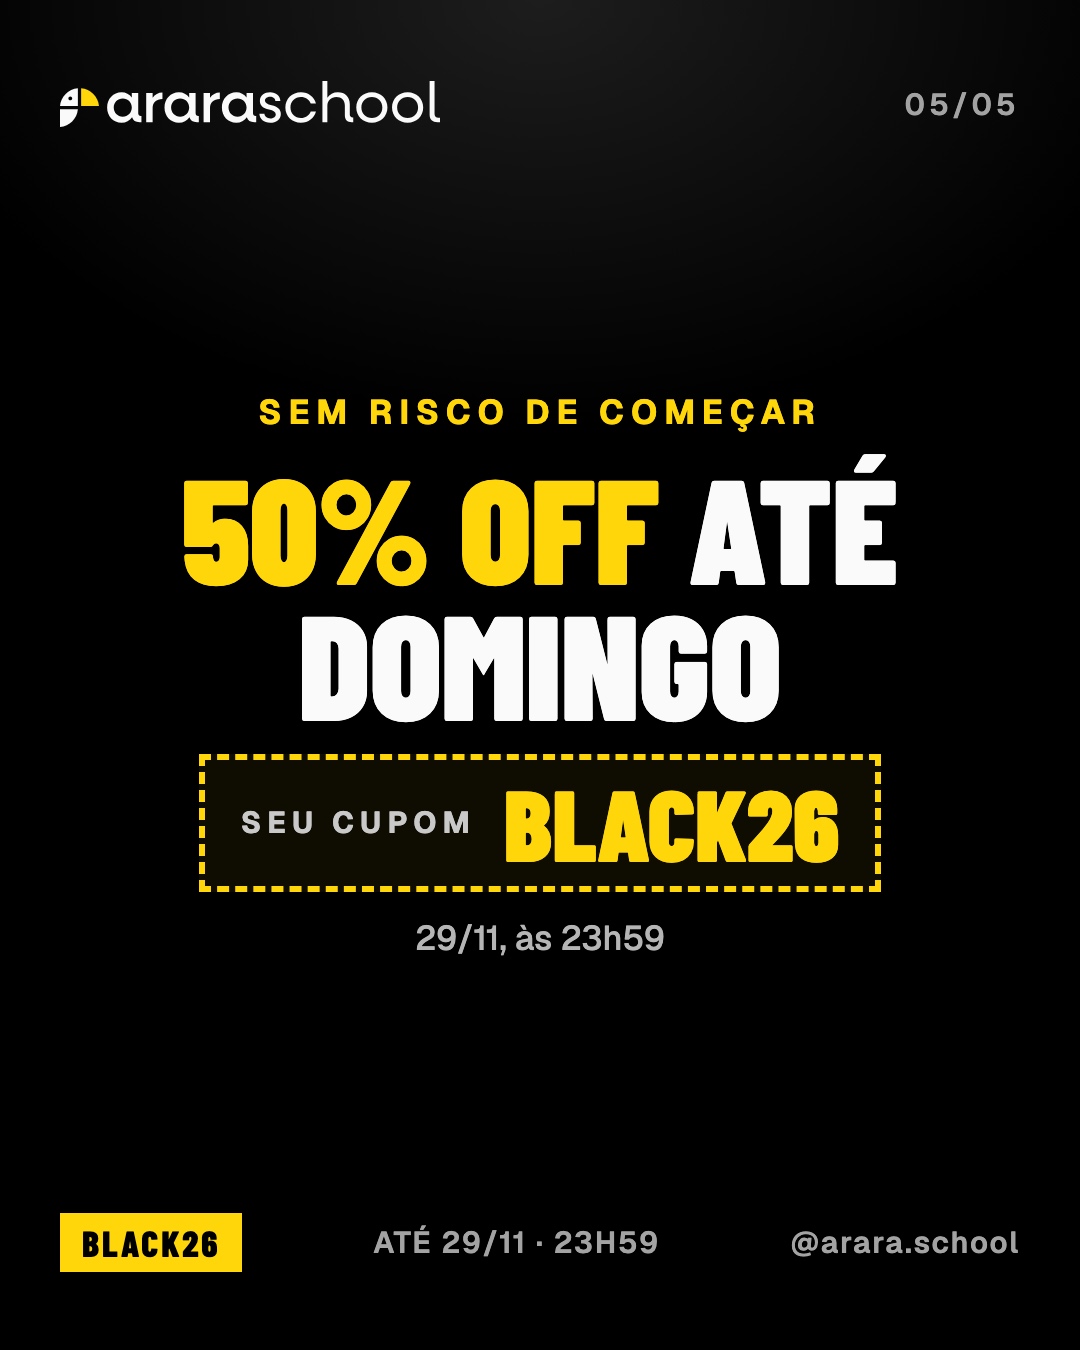 araraschool
05/05
SEM RISCO DE COMEÇAR
50% OFF ATÉ
DOMINGO
SEU CUPOM BLACK26
29/11, às 23h59
BLACK26
ATÉ 29/11 · 23H59
@arara.school